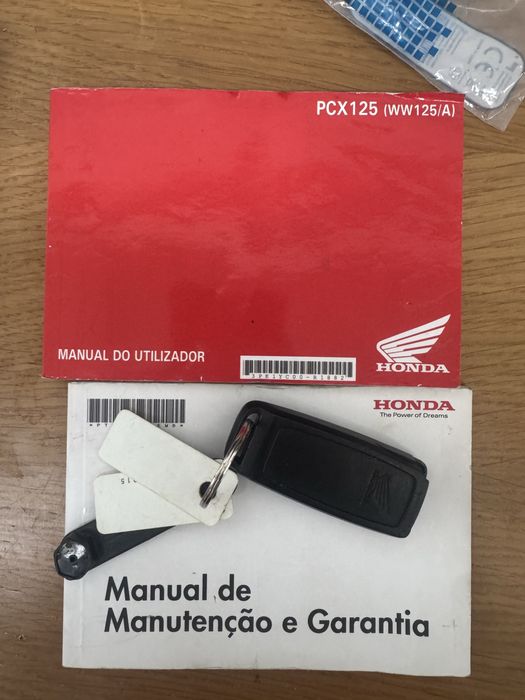 PCX125 (WW125/A)
MANUAL DO UTILIZADOR
HONDA
HONDA
The Power of Dreams
Manual de
Manutenção e Garantia